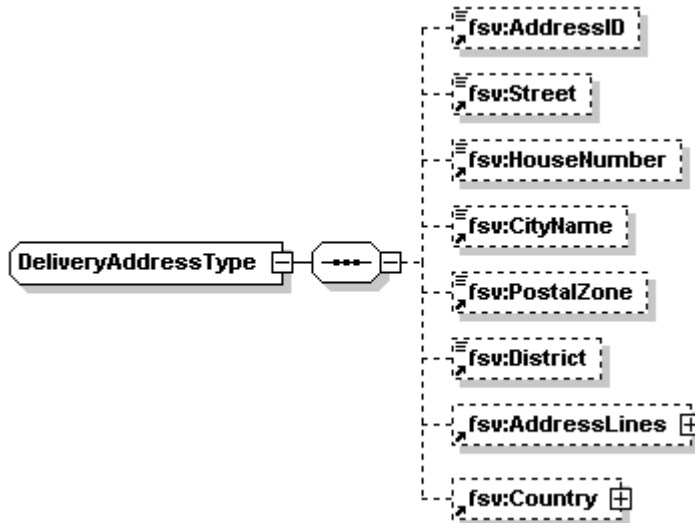 fsv:AddressID
fsv:Street
fsv:HouseNumber
fsv:CityName
DeliveryAddressType
fsv:PostalZone
fsv:District
fsv:AddressLines
fsv:Country